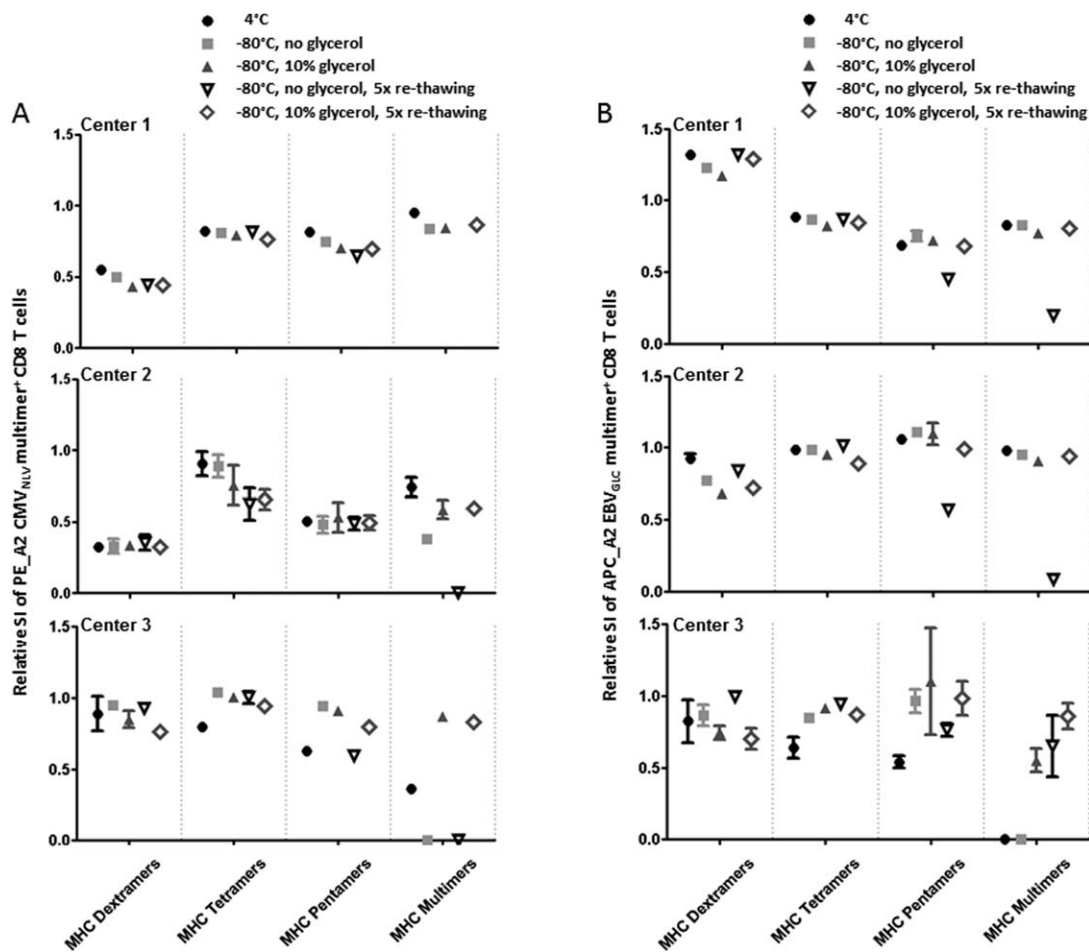 4°C
-80°C, no glycerol
-80°C, 10% glycerol
-80°C, no glycerol, 5x re-thawing
-80°C, 10% glycerol, 5x re-thawing
A
Center 1
1.5
1.0
0.5
0.0
Center 2
1.5
1.0
0.5
0.0
Center 3
1.5
1.0
0.5
0.0
Relative SI of PE_A2 CMV_NLV multimer⁺ CD8 T cells
MHC Dextramers
MHC Tetramers
MHC Pentamers
MHC Multimers
4°C
-80°C, no glycerol
-80°C, 10% glycerol
-80°C, no glycerol, 5x re-thawing
-80°C, 10% glycerol, 5x re-thawing
B
Center 1
1.5
1.0
0.5
0.0
Center 2
1.5
1.0
0.5
0.0
Center 3
1.5
1.0
0.5
0.0
Relative SI of APC_A2 EBV_GLC multimer⁺ CD8 T cells
MHC Dextramers
MHC Tetramers
MHC Pentamers
MHC Multimers